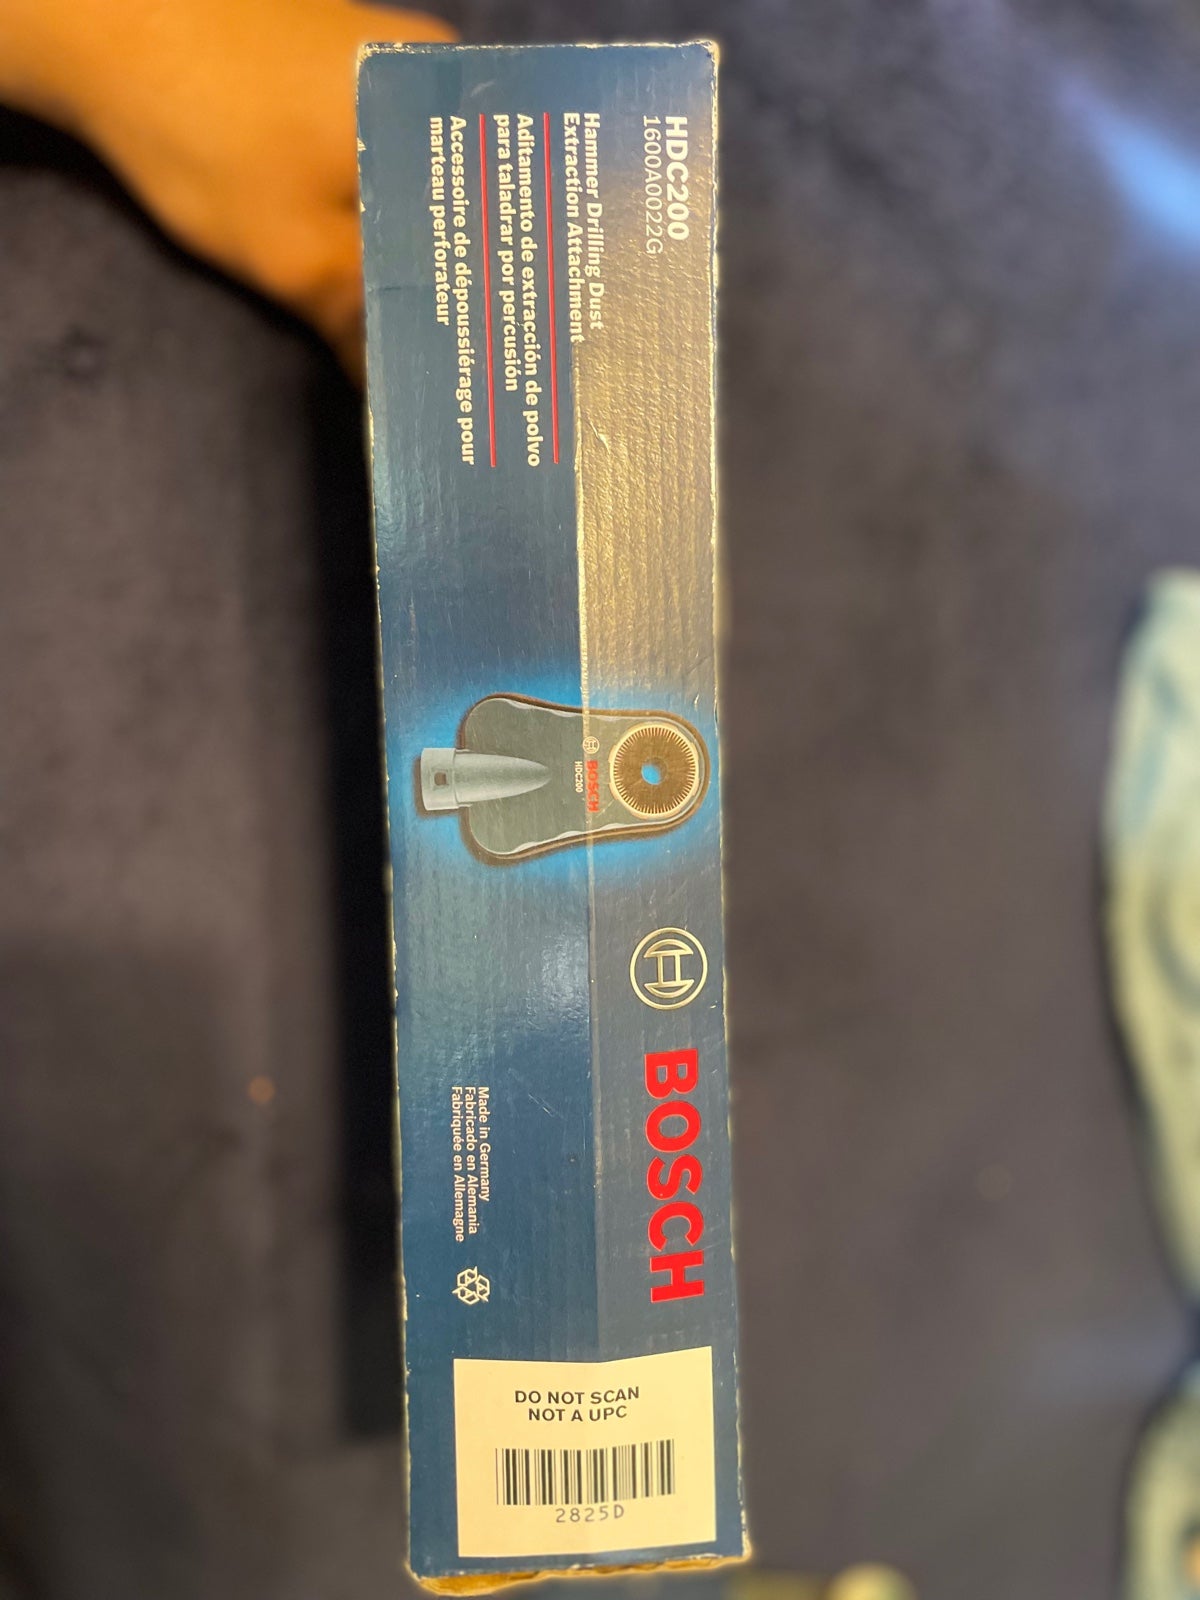 HDC200
1600A0022G
Hammer Drilling Dust
Extraction Attachment
Aditamento de extracción de polvo
para taladrar por percusión
Accessoire de dépoussiérage pour
marteau perforateur
BOSCH
HDC200
BOSCH
Made in Germany
Fabricado en Alemania
Fabriquée en Allemagne
DO NOT SCAN
NOT A UPC
2825D